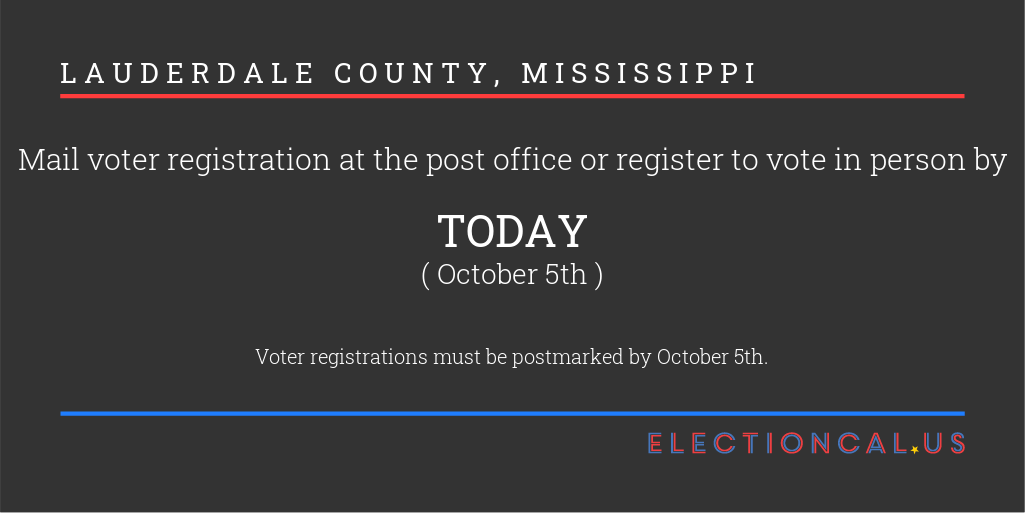 LAUDERDALE COUNTY, MISSISSIPPI
Mail voter registration at the post office or register to vote in person by
TODAY
( October 5th )
Voter registrations must be postmarked by October 5th.
ELECTIONCAL.US